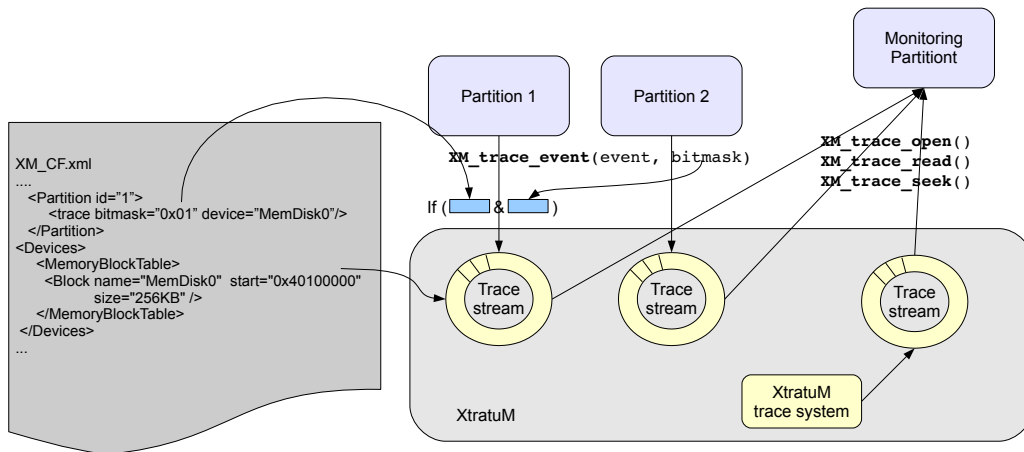 Monitoring
Partitiont
Partition 1
Partition 2
XM_trace_event(event, bitmask)
XM_trace_open()
XM_trace_read()
XM_trace_seek()
If ( & )
XM_CF.xml
....
<Partition id=”1”>
<trace bitmask=”0x01” device=”MemDisk0”/>
</Partition>
<Devices>
<MemoryBlockTable>
<Block name="MemDisk0" start="0x40100000"
size="256KB" />
</MemoryBlockTable>
</Devices>
...
Trace
stream
Trace
stream
Trace
stream
XtratuM
trace system
XtratuM